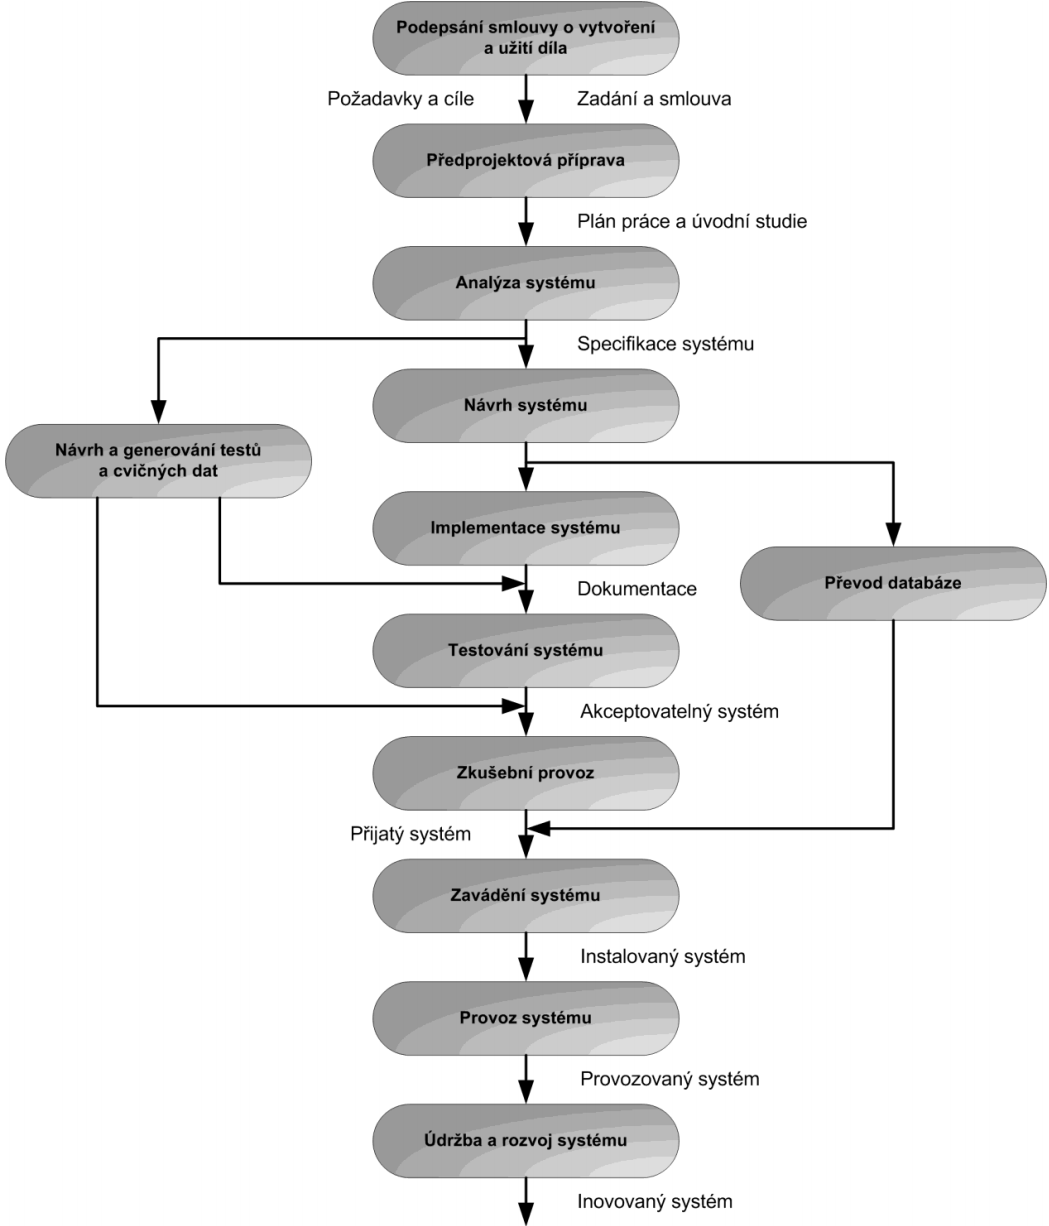 Podepsání smlouvy o vytvoření
a užití díla
Požadavky a cíle
Zadání a smlouva
Předprojektová příprava
Plán práce a úvodní studie
Analýza systému
Specifikace systému
Návrh systému
Návrh a generování testů
a cvičných dat
Implementace systému
Převod databáze
Dokumentace
Testování systému
Akceptovatelný systém
Zkušební provoz
Přijatý systém
Zavádění systému
Instalovaný systém
Provoz systému
Provozovaný systém
Údržba a rozvoj systému
Inovovaný systém